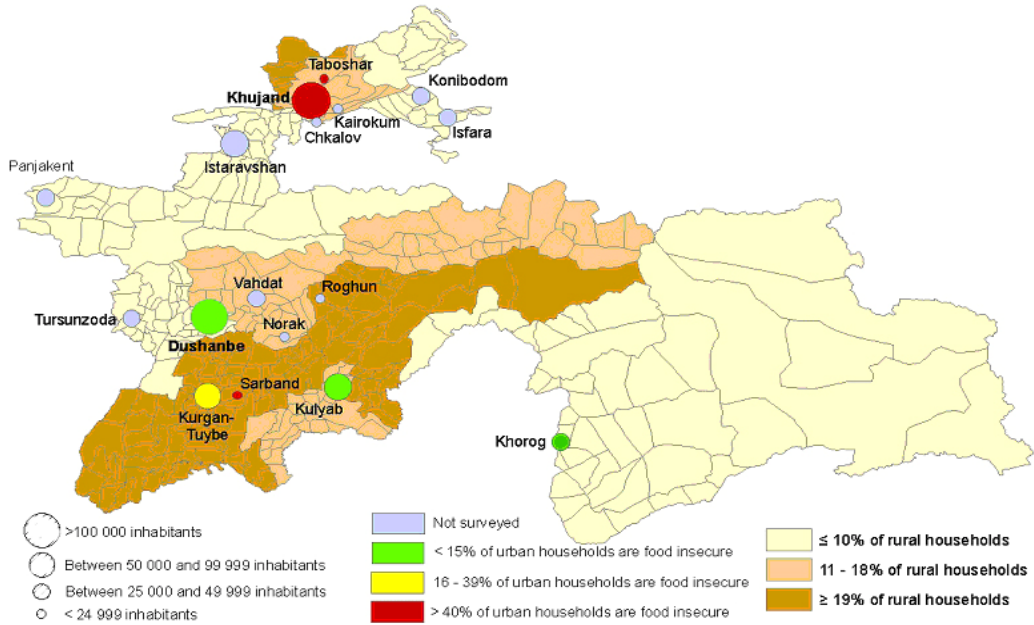 Taboshar
Konibodom
Khujand
Kairokum
Chkalov
Isfara
Istaravshan
Panjakent
Vahdat
Roghun
Tursunzoda
Norak
Dushanbe
Sarband
Kulyab
Kurgan-
Tuybe
Khorog
>100 000 inhabitants
Between 50 000 and 99 999 inhabitants
Between 25 000 and 49 999 inhabitants
< 24 999 inhabitants
Not surveyed
< 15% of urban households are food insecure
16 - 39% of urban households are food insecure
> 40% of urban households are food insecure
≤ 10% of rural households
11 - 18% of rural households
≥ 19% of rural households